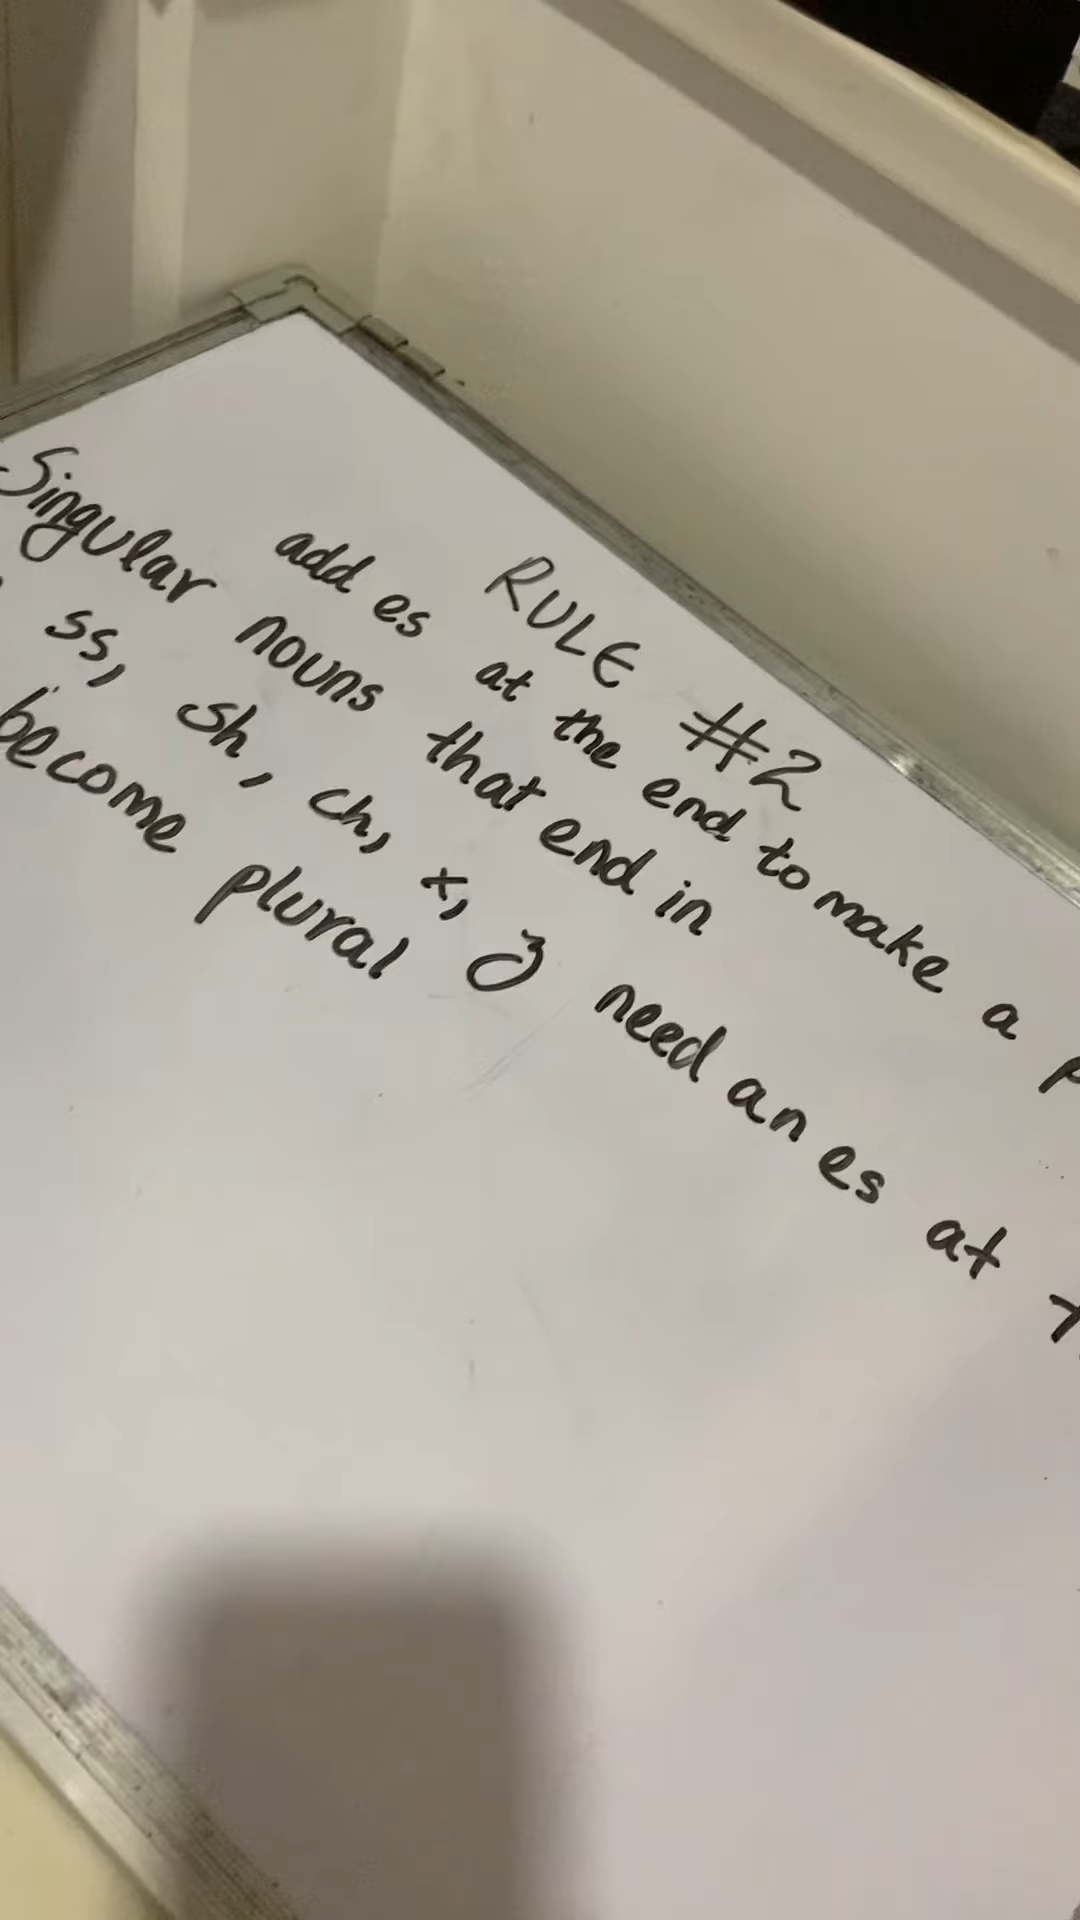 RULE #2
add es at the end to make a
Singular nouns that end in
ss, sh, ch, x, z need an es at
become plural